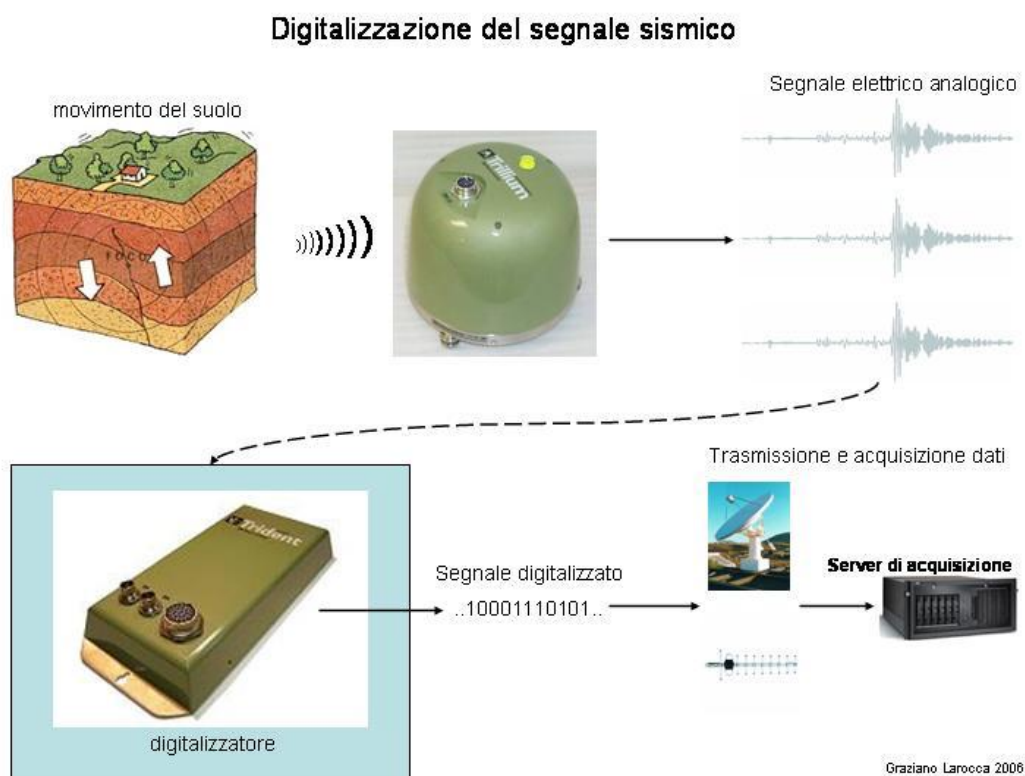 Digitalizzazione del segnale sismico
Segnale elettrico analogico
movimento del suolo
Trillium
FOCO
Trasmissione e acquisizione dati
Trident
Segnale digitalizzato
..10001110101..
Server di acquisizione
digitalizzatore
Graziano Larocca 2006